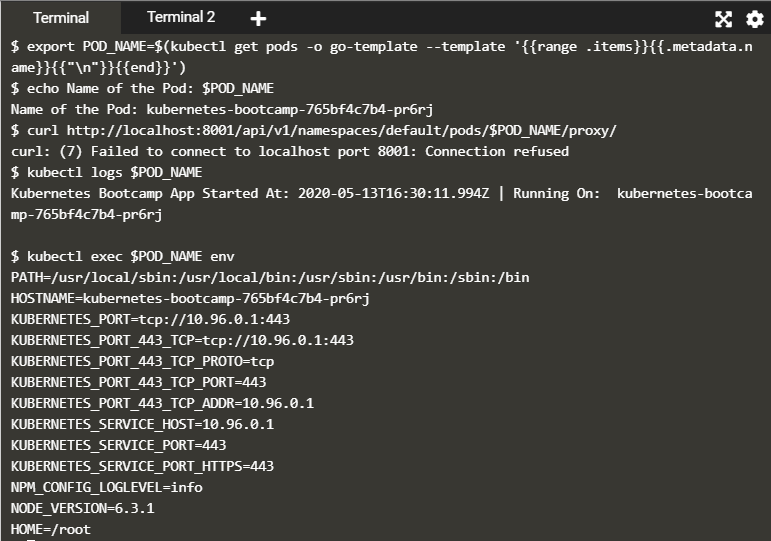 Terminal Terminal 2 +
$ export POD_NAME=$(kubectl get pods -o go-template --template '{{range .items}}{{.metadata.n
ame}}{{"\n"}}{{end}}')
$ echo Name of the Pod: $POD_NAME
Name of the Pod: kubernetes-bootcamp-765bf4c7b4-pr6rj
$ curl http://localhost:8001/api/v1/namespaces/default/pods/$POD_NAME/proxy/
curl: (7) Failed to connect to localhost port 8001: Connection refused
$ kubectl logs $POD_NAME
Kubernetes Bootcamp App Started At: 2020-05-13T16:30:11.994Z | Running On:  kubernetes-bootca
mp-765bf4c7b4-pr6rj
$ kubectl exec $POD_NAME env
PATH=/usr/local/sbin:/usr/local/bin:/usr/sbin:/usr/bin:/sbin:/bin
HOSTNAME=kubernetes-bootcamp-765bf4c7b4-pr6rj
KUBERNETES_PORT=tcp://10.96.0.1:443
KUBERNETES_PORT_443_TCP=tcp://10.96.0.1:443
KUBERNETES_PORT_443_TCP_PROTO=tcp
KUBERNETES_PORT_443_TCP_PORT=443
KUBERNETES_PORT_443_TCP_ADDR=10.96.0.1
KUBERNETES_SERVICE_HOST=10.96.0.1
KUBERNETES_SERVICE_PORT=443
KUBERNETES_SERVICE_PORT_HTTPS=443
NPM_CONFIG_LOGLEVEL=info
NODE_VERSION=6.3.1
HOME=/root